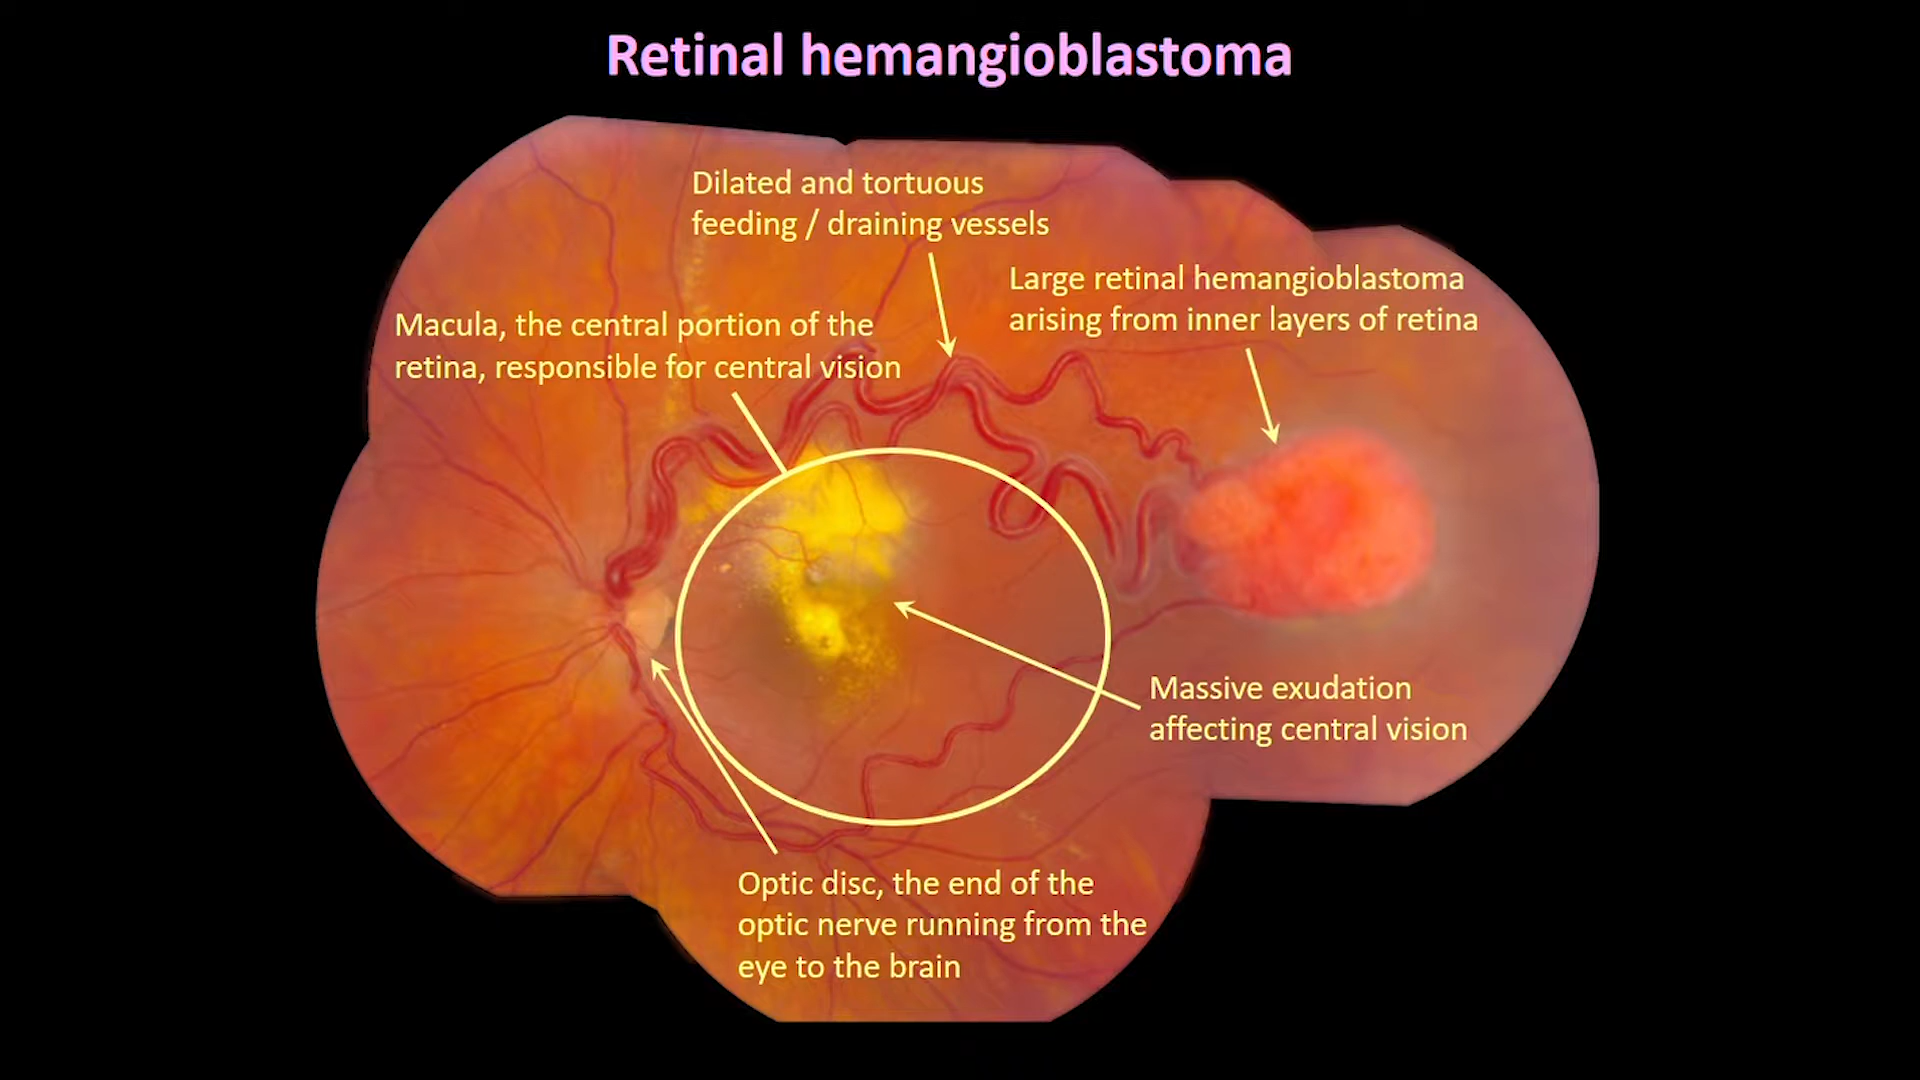 Retinal hemangioblastoma
Dilated and tortuous
feeding / draining vessels
Large retinal hemangioblastoma
arising from inner layers of retina
Macula, the central portion of the
retina, responsible for central vision
Massive exudation
affecting central vision
Optic disc, the end of the
optic nerve running from the
eye to the brain